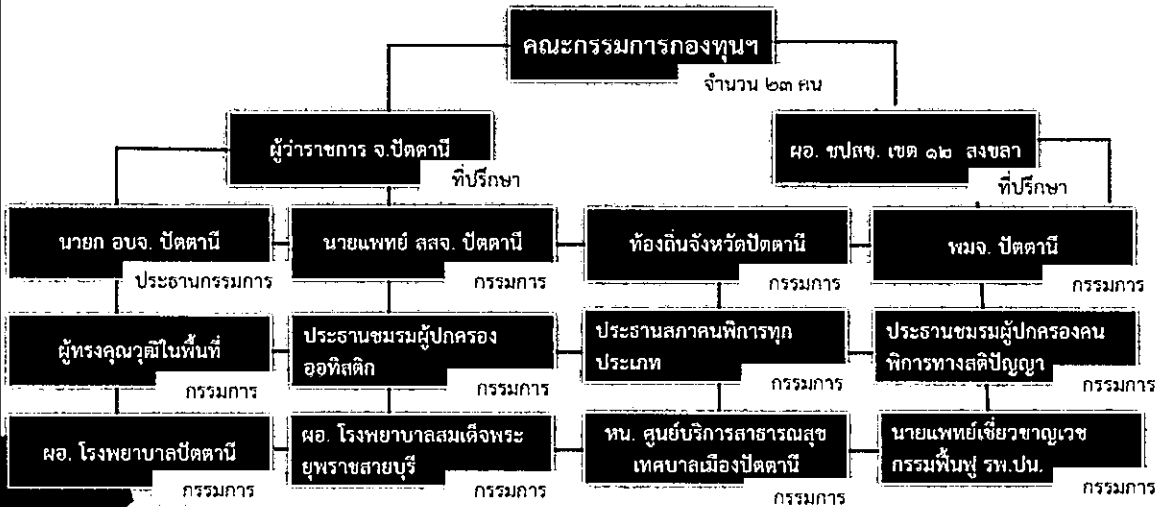 คณะกรรมการกองทุนฯ
จำนวน ๒๓ คน
ผู้ว่าราชการ จ.ปัตตานี
ที่ปรึกษา
ผอ. ชปสช. เขต ๑๒ สงขลา
ที่ปรึกษา
นายก อบจ. ปัตตานี
ประธานกรรมการ
นายแพทย์ สสจ. ปัตตานี
กรรมการ
ท้องถิ่นจังหวัดปัตตานี
กรรมการ
พมจ. ปัตตานี
กรรมการ
ผู้ทรงคุณวุฒิในพื้นที่
กรรมการ
ประธานชมรมผู้ปกครอง
ออทิสติก
กรรมการ
ประธานสภาคนพิการทุก
ประเภท
กรรมการ
ประธานชมรมผู้ปกครองคน
พิการทางสติปัญญา
กรรมการ
ผอ. โรงพยาบาลปัตตานี
กรรมการ
ผอ. โรงพยาบาลสมเด็จพระ
ยุพราชสายบุรี
กรรมการ
หน. ศูนย์บริการสาธารณสุข
เทศบาลเมืองปัตตานี
กรรมการ
นายแพทย์เชี่ยวชาญเวช
กรรมฟื้นฟู รพ.ปน.
กรรมการ